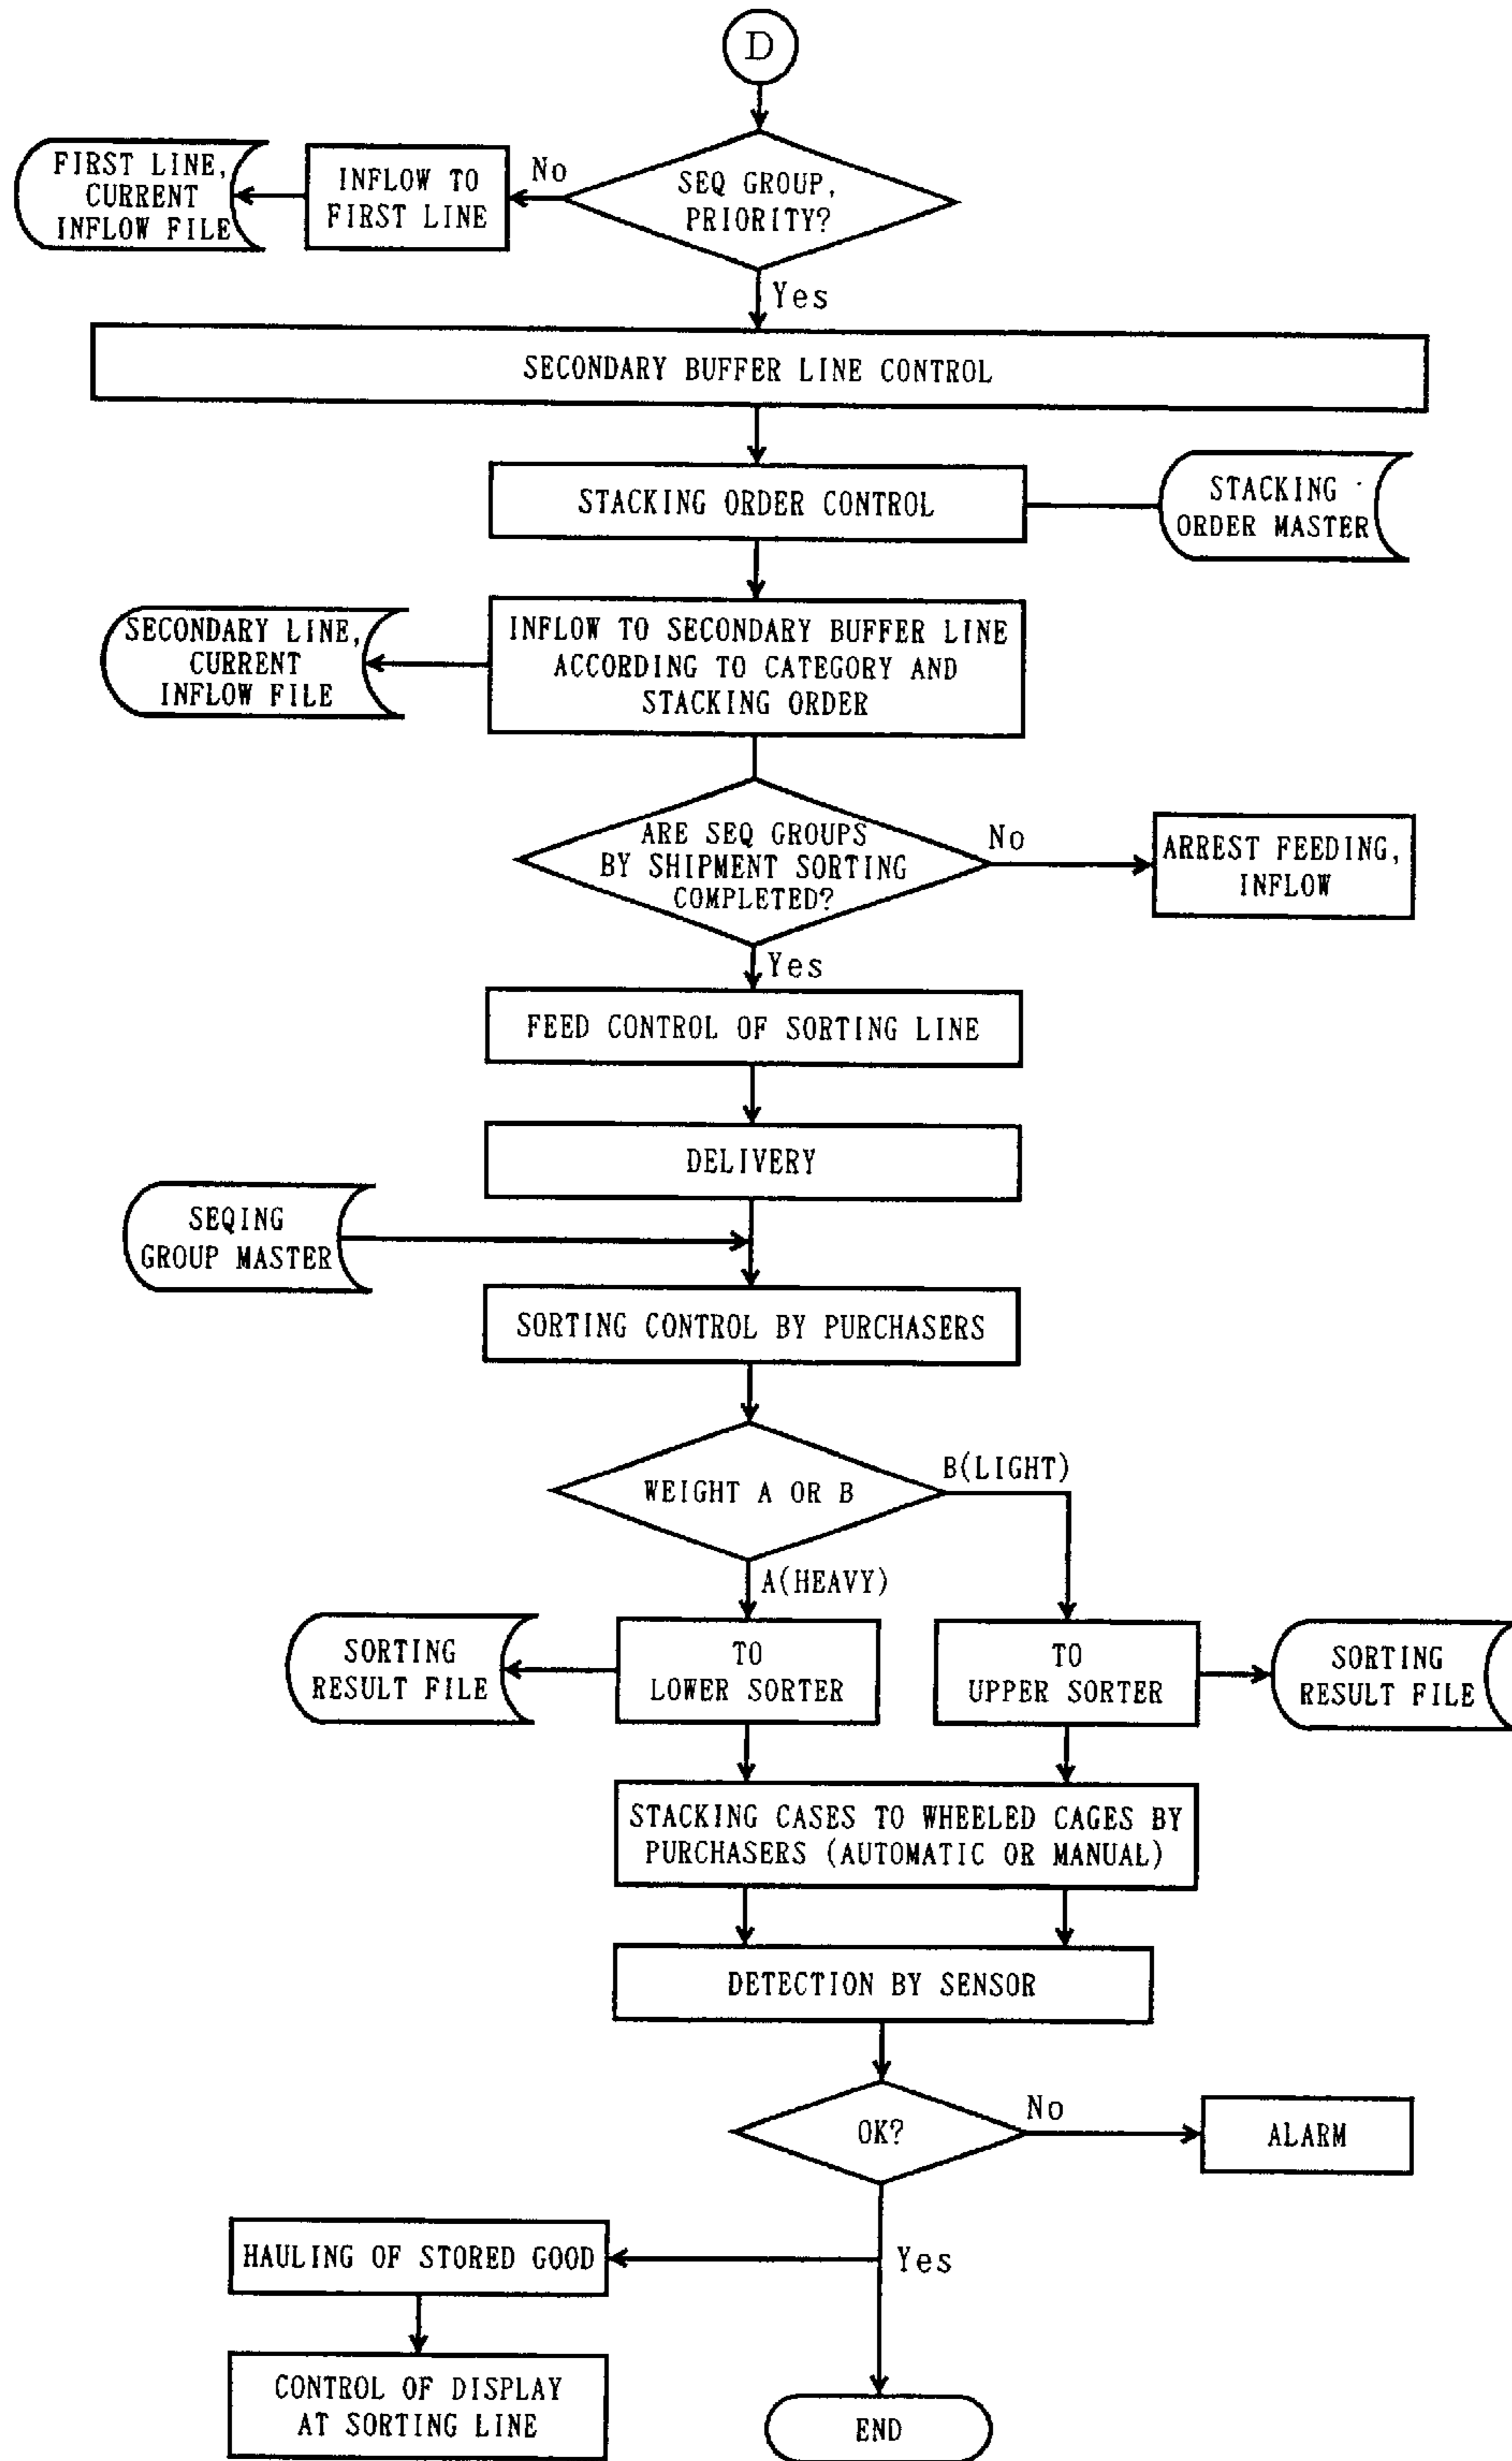 D
FIRST LINE,
CURRENT
INFLOW FILE
INFLOW TO
FIRST LINE
No
SEQ GROUP,
PRIORITY?
Yes
SECONDARY BUFFER LINE CONTROL
STACKING ORDER CONTROL
STACKING
ORDER MASTER
SECONDARY LINE,
CURRENT
INFLOW FILE
INFLOW TO SECONDARY BUFFER LINE
ACCORDING TO CATEGORY AND
STACKING ORDER
ARE SEQ GROUPS
BY SHIPMENT SORTING
COMPLETED?
No
ARREST FEEDING,
INFLOW
Yes
FEED CONTROL OF SORTING LINE
DELIVERY
SEQING
GROUP MASTER
SORTING CONTROL BY PURCHASERS
WEIGHT A OR B
B(LIGHT)
A(HEAVY)
SORTING
RESULT FILE
TO
LOWER SORTER
TO
UPPER SORTER
SORTING
RESULT FILE
STACKING CASES TO WHEELED CAGES BY
PURCHASERS (AUTOMATIC OR MANUAL)
DETECTION BY SENSOR
OK?
No
ALARM
HAULING OF STORED GOOD
Yes
CONTROL OF DISPLAY
AT SORTING LINE
END